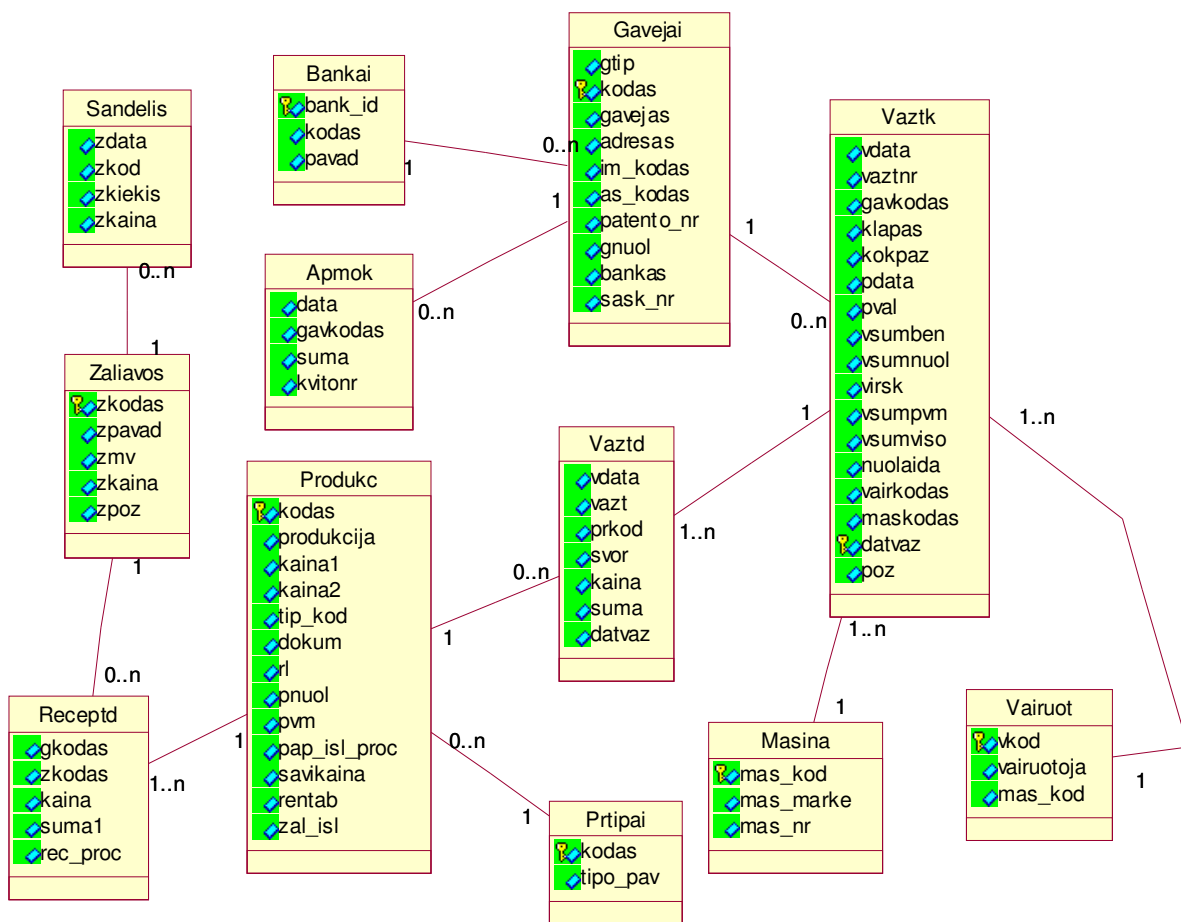 Gavejai
gtip
kodas
gavejas
adresas
im_kodas
as_kodas
patento_nr
gnuol
bankas
sask_nr
Bankai
bank_id
kodas
pavad
1
0..n
Sandelis
zdata
zkod
zkiekis
zkaina
0..n
1
Vaztk
vdata
vaztnr
gavkodas
klapas
kokpaz
pdata
pval
vsumben
vsumnuol
virsk
vsumpvm
vsumviso
nuolaida
vairkodas
maskodas
datvaz
poz
1
0..n
Apmok
data
gavkodas
suma
kvitonr
1
0..n
Zaliavos
zkodas
zpavad
zmv
zkaina
zpoz
1
0..n
Vaztd
vdata
vazt
prkod
svor
kaina
suma
datvaz
1
1..n
Produkc
kodas
produkcija
kaina1
kaina2
tip_kod
dokum
rl
pnuol
pvm
pap_isl_proc
savikaina
rentab
zal_isl
0..n
1
Receptd
gkodas
zkodas
kaina
suma1
rec_proc
1
1..n
0..n
1
Prtipai
kodas
tipo_pav
1..n
1
Masina
mas_kod
mas_marke
mas_nr
1..n
1
Vairuot
vkod
vairuotoja
mas_kod